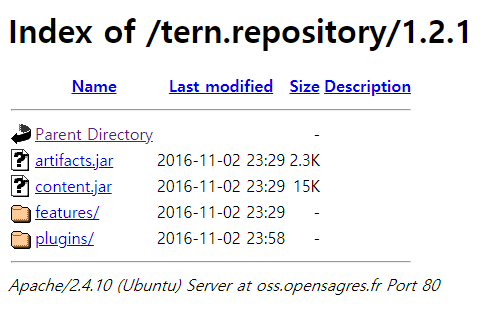 Index of /tern.repository/1.2.1
Name Last modified Size Description
Parent Directory -
artifacts.jar 2016-11-02 23:29 2.3K
content.jar 2016-11-02 23:29 15K
features/ 2016-11-02 23:29 -
plugins/ 2016-11-02 23:58 -
Apache/2.4.10 (Ubuntu) Server at oss.opensagres.fr Port 80